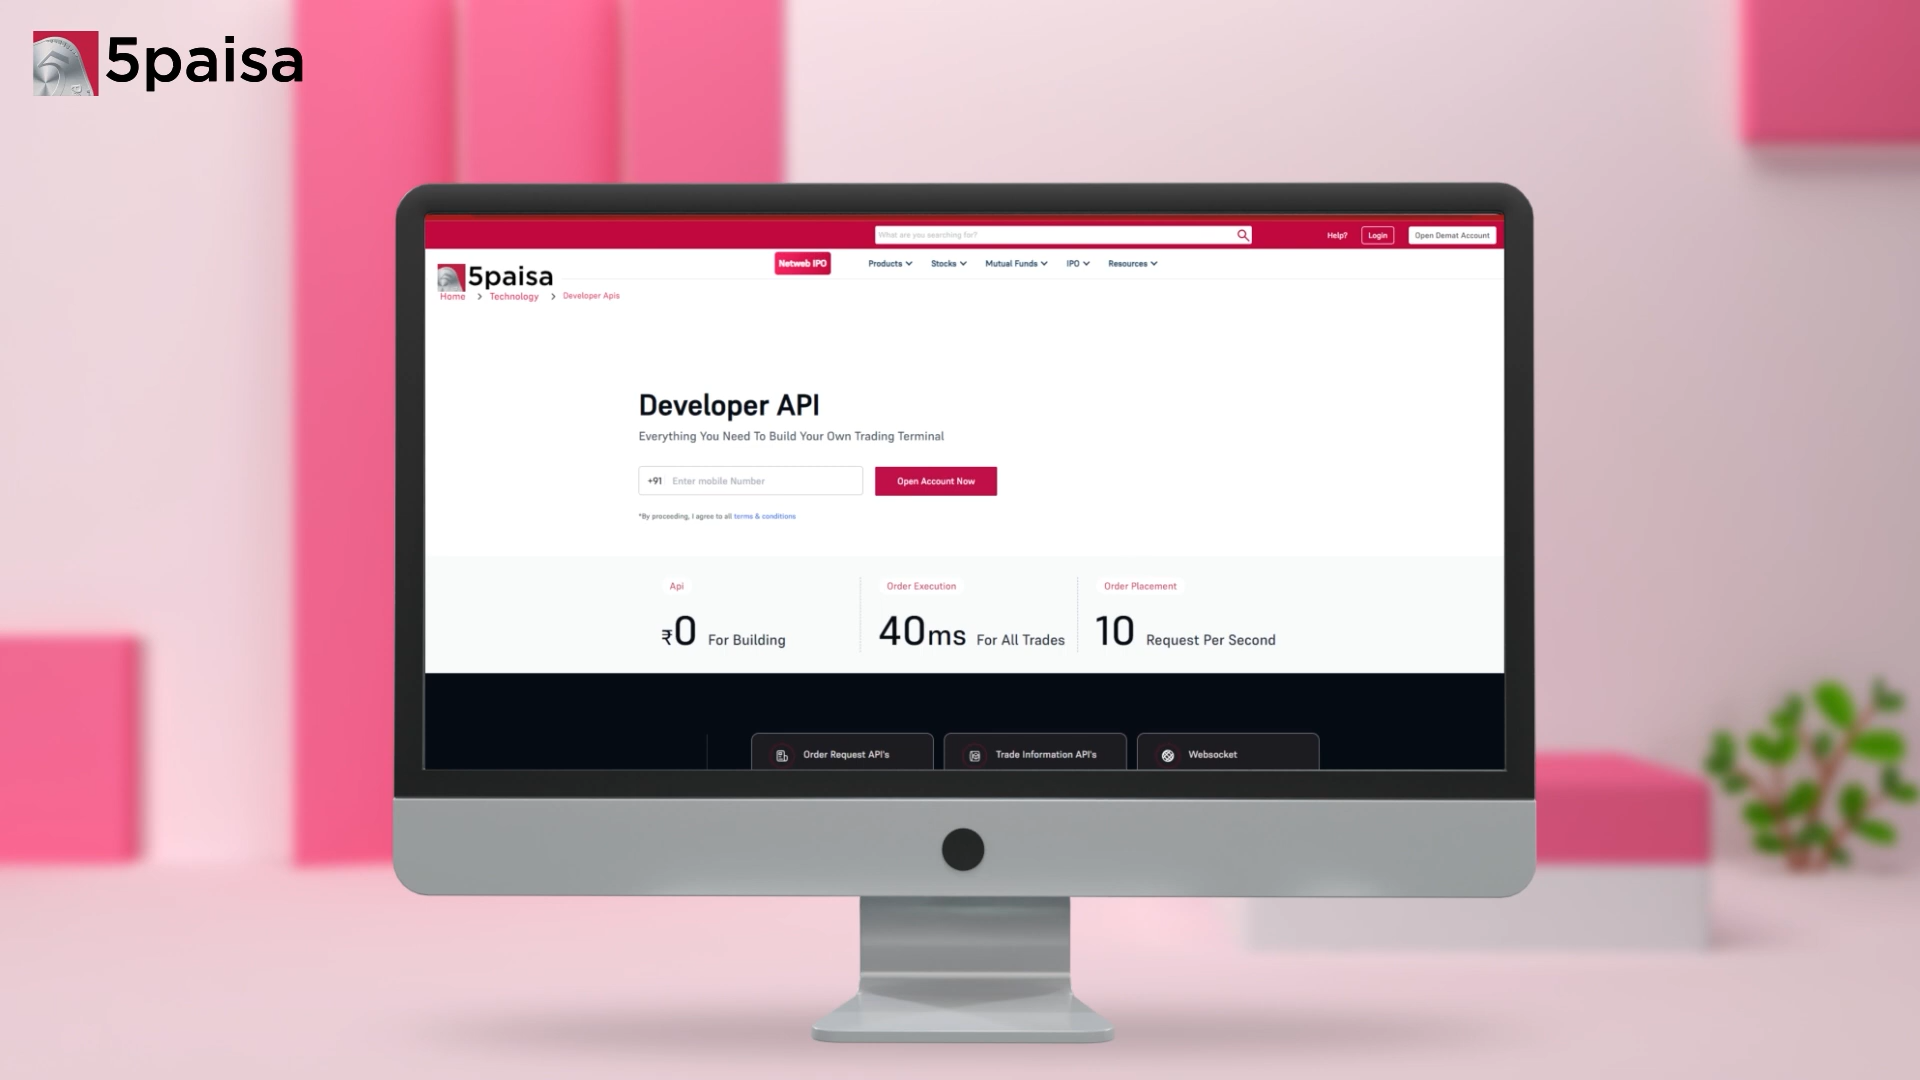 5paisa
What are you searching for?
Help?
Login
Open Demat Account
Netweb IPO
Products
Stocks
Mutual Funds
IPO
Resources
5paisa
Home > Technology > Developer Apis
Developer API
Everything You Need To Build Your Own Trading Terminal
+91 Enter mobile Number
Open Account Now
*By proceeding, I agree to all terms & conditions
Api
₹0 For Building
Order Execution
40ms For All Trades
Order Placement
10 Request Per Second
Order Request API's
Trade Information API's
Websocket